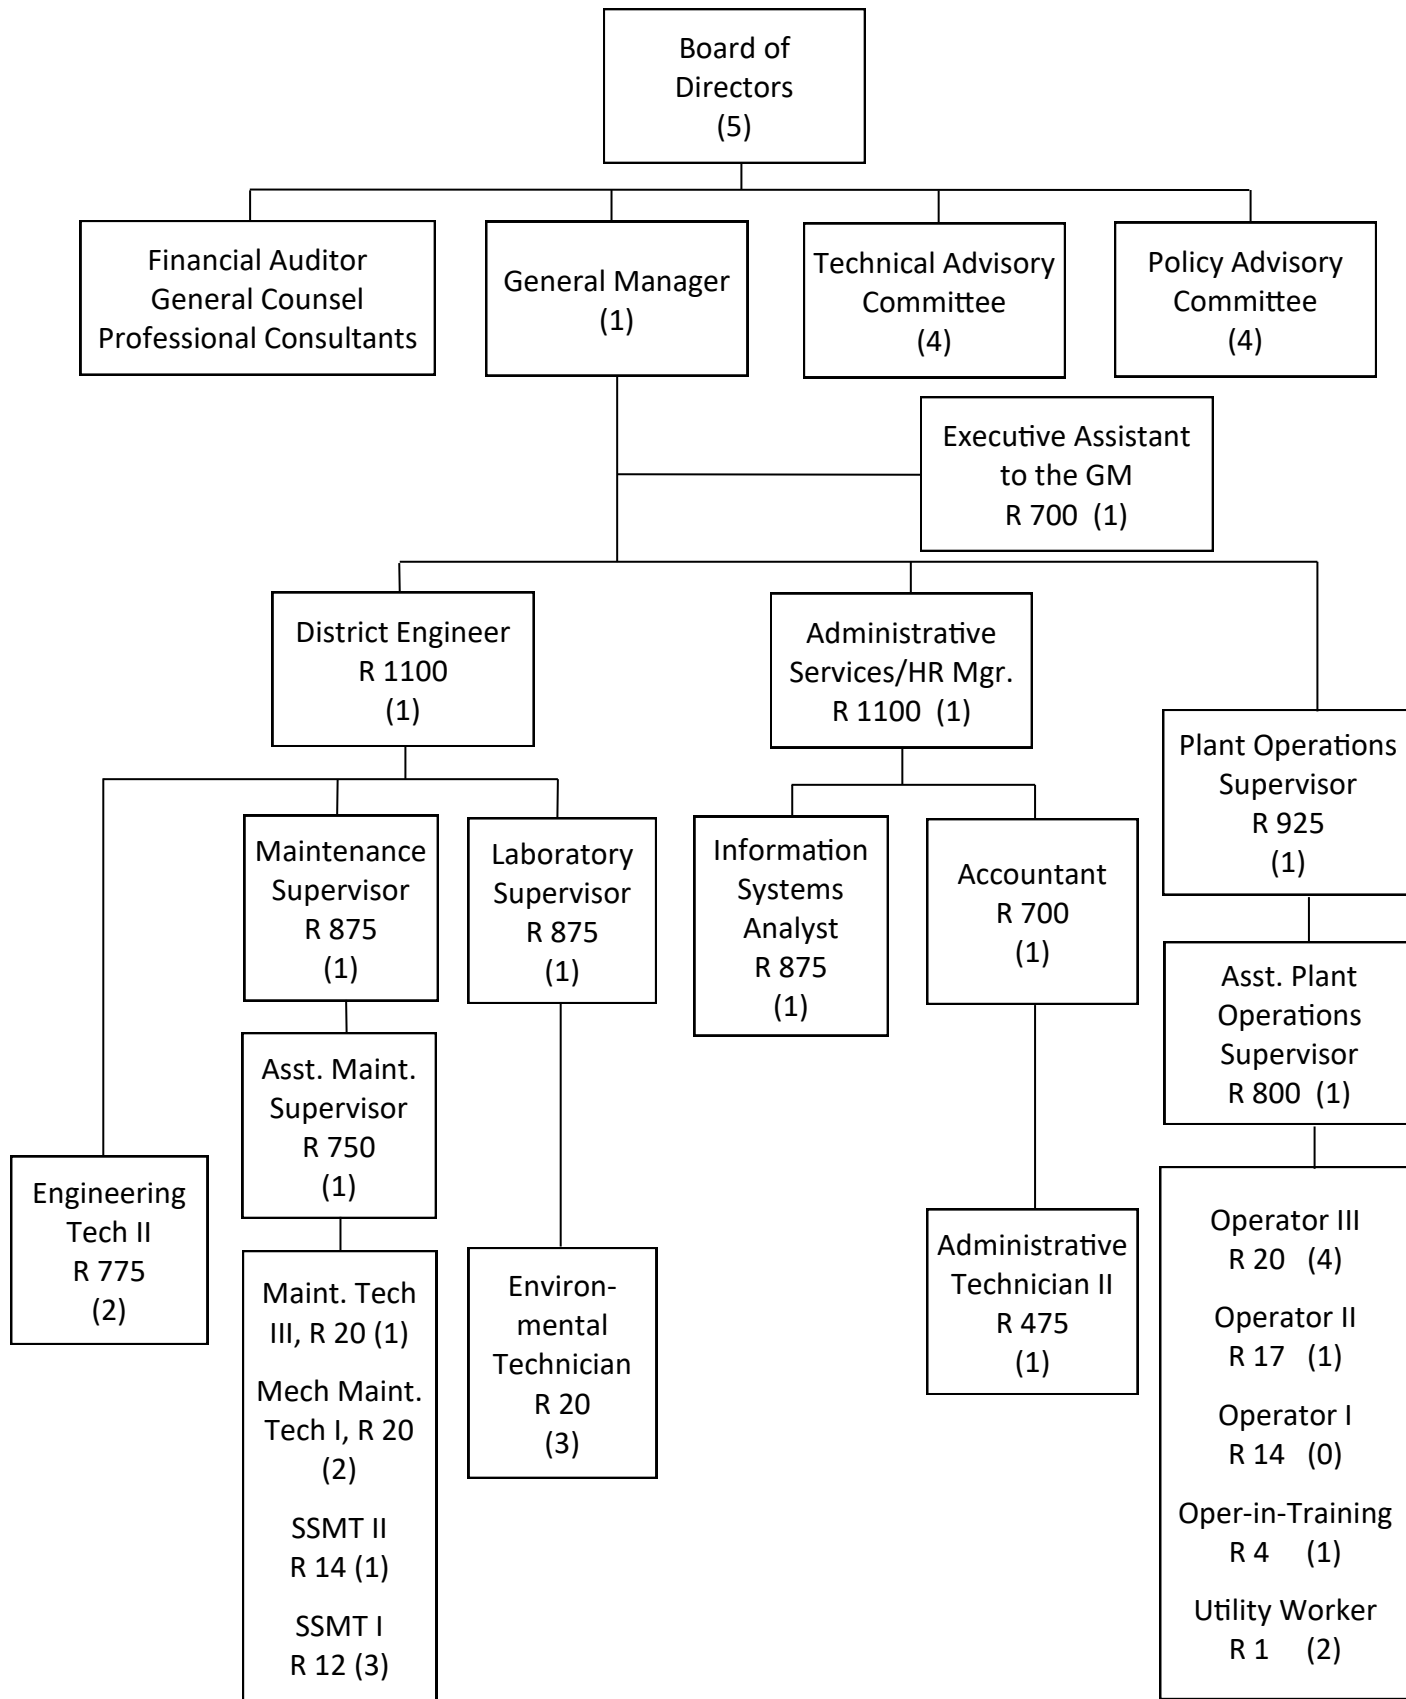 Board of
Directors
(5)
Financial Auditor
General Counsel
Professional Consultants
General Manager
(1)
Technical Advisory
Committee
(4)
Policy Advisory
Committee
(4)
Executive Assistant
to the GM
R 700 (1)
District Engineer
R 1100
(1)
Administrative
Services/HR Mgr.
R 1100 (1)
Plant Operations
Supervisor
R 925
(1)
Maintenance
Supervisor
R 875
(1)
Laboratory
Supervisor
R 875
(1)
Information
Systems
Analyst
R 875
(1)
Accountant
R 700
(1)
Asst. Plant
Operations
Supervisor
R 800 (1)
Asst. Maint.
Supervisor
R 750
(1)
Engineering
Tech II
R 775
(2)
Maint. Tech
III, R 20 (1)
Mech Maint.
Tech I, R 20
(2)
SSMT II
R 14 (1)
SSMT I
R 12 (3)
Environ-
mental
Technician
R 20
(3)
Administrative
Technician II
R 475
(1)
Operator III
R 20 (4)
Operator II
R 17 (1)
Operator I
R 14 (0)
Oper-in-Training
R 4 (1)
Utility Worker
R 1 (2)